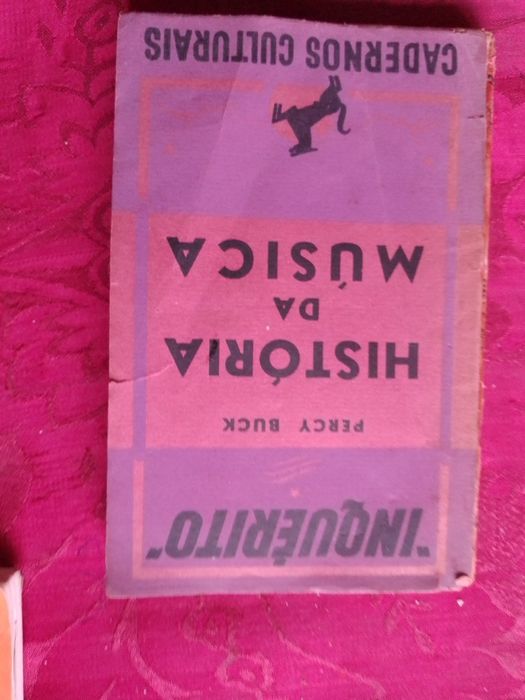 "INQUÉRITO"
PERCY BUCK
HISTÓRIA
DA
MÚSICA
CADERNOS CULTURAIS